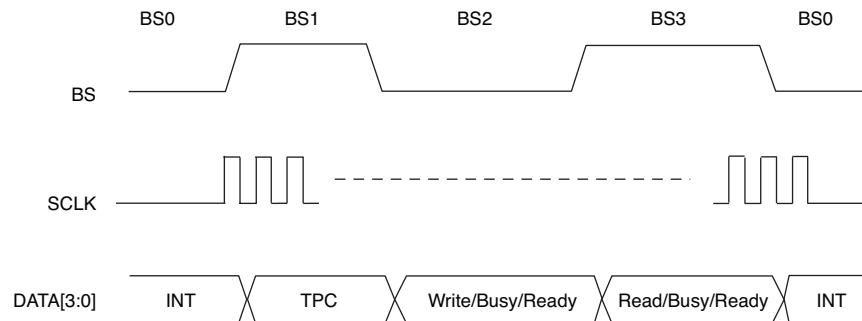 BS0 BS1 BS2 BS3 BS0
BS
SCLK
DATA[3:0] INT TPC Write/Busy/Ready Read/Busy/Ready INT